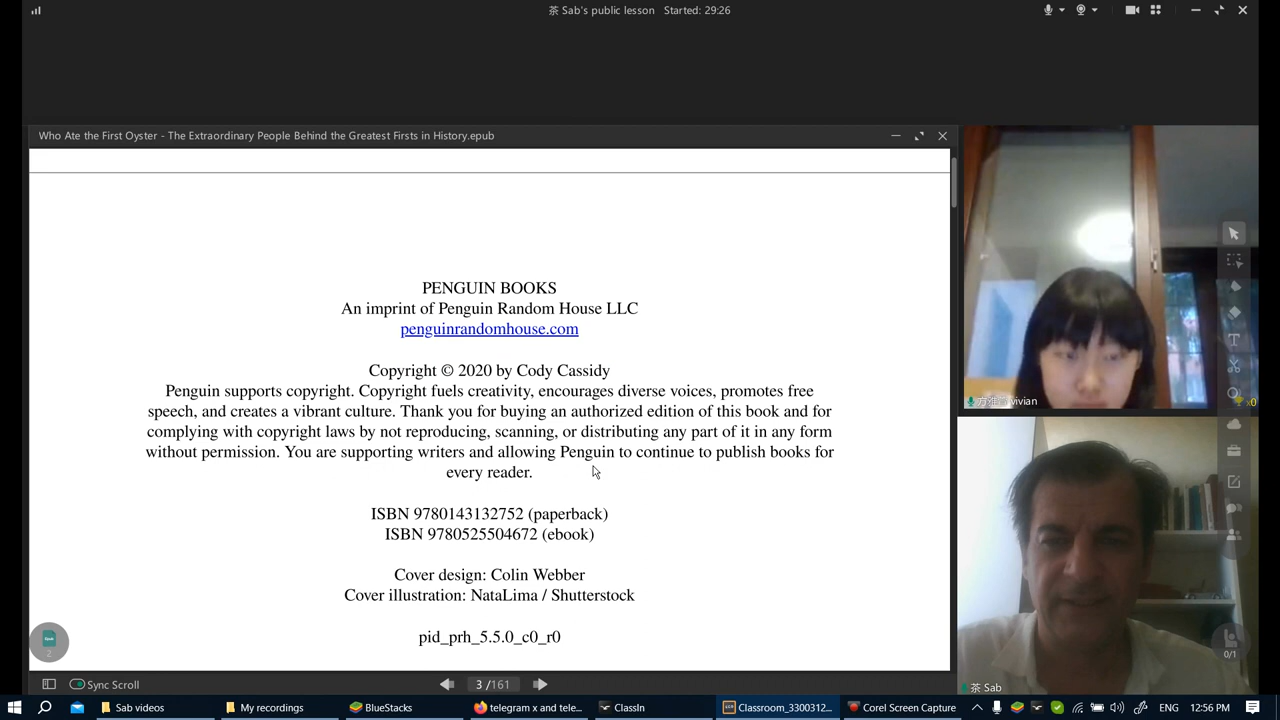 茶 Sab's public lesson Started: 29:26
Who Ate the First Oyster - The Extraordinary People Behind the Greatest Firsts in History.epub
PENGUIN BOOKS
An imprint of Penguin Random House LLC
penguinrandomhouse.com
Copyright © 2020 by Cody Cassidy
Penguin supports copyright. Copyright fuels creativity, encourages diverse voices, promotes free
speech, and creates a vibrant culture. Thank you for buying an authorized edition of this book and for
complying with copyright laws by not reproducing, scanning, or distributing any part of it in any form
without permission. You are supporting writers and allowing Penguin to continue to publish books for
every reader.
ISBN 9780143132752 (paperback)
ISBN 9780525504672 (ebook)
Cover design: Colin Webber
Cover illustration: NataLima / Shutterstock
pid_prh_5.5.0_c0_r0
vivian
x0
茶 Sab
0/1
2
Sync Scroll
3 /161
Sab videos
My recordings
BlueStacks
telegram x and tele...
ClassIn
Classroom_3300312...
Corel Screen Capture
ENG
12:56 PM